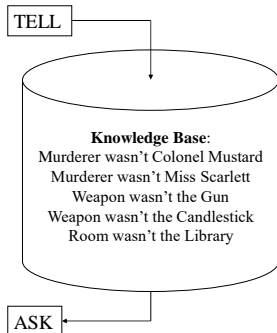 TELL
Knowledge Base:
Murderer wasn't Colonel Mustard
Murderer wasn't Miss Scarlett
Weapon wasn't the Gun
Weapon wasn't the Candlestick
Room wasn't the Library
ASK